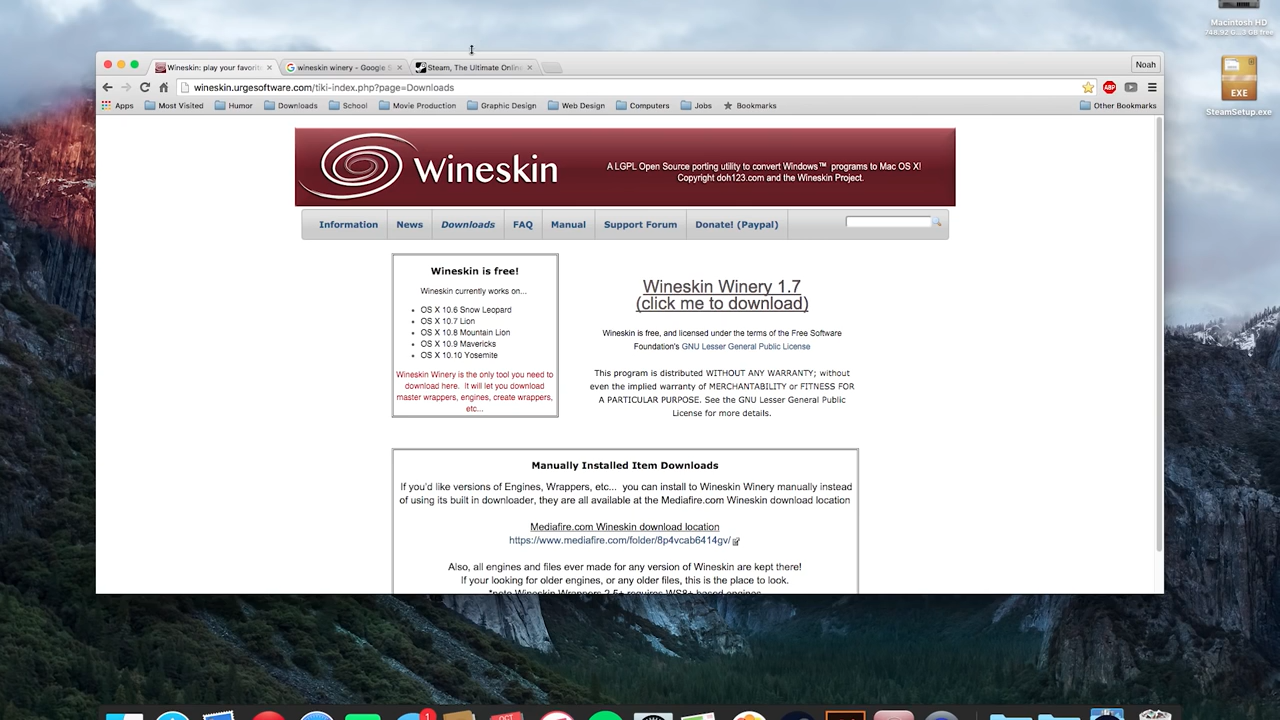 Macintosh HD
Wineskin: play your favorit
wineskin winery - Google S
Steam, The Ultimate Onlin
Noah
wineskin.urgesoftware.com/tiki-index.php?page=Downloads
ABP
Apps
Most Visited
Humor
Downloads
School
Movie Production
Graphic Design
Web Design
Computers
Jobs
Bookmarks
Other Bookmarks
EXE
SteamSetup.exe
Wineskin
A LGPL Open Source porting utility to convert Windows™ programs to Mac OS X!
Copyright doh123.com and the Wineskin Project.
Information
News
Downloads
FAQ
Manual
Support Forum
Donate! (Paypal)
Wineskin is free!
Wineskin currently works on...
OS X 10.6 Snow Leopard
OS X 10.7 Lion
OS X 10.8 Mountain Lion
OS X 10.9 Mavericks
OS X 10.10 Yosemite
Wineskin Winery is the only tool you need to
download here. It will let you download
master wrappers, engines, create wrappers,
etc...
Wineskin Winery 1.7
(click me to download)
Wineskin is free, and licensed under the terms of the Free Software
Foundation's GNU Lesser General Public License
This program is distributed WITHOUT ANY WARRANTY; without
even the implied warranty of MERCHANTABILITY or FITNESS FOR
A PARTICULAR PURPOSE. See the GNU Lesser General Public
License for more details.
Manually Installed Item Downloads
If you'd like versions of Engines, Wrappers, etc... you can install to Wineskin Winery manually instead
of using its built in downloader, they are all available at the Mediafire.com Wineskin download location
Mediafire.com Wineskin download location
https://www.mediafire.com/folder/8p4vcab6414gv/
Also, all engines and files ever made for any version of Wineskin are kept there!
If your looking for older engines, or any older files, this is the place to look.
*note Wineskin Wrappers 2.5+ requires WS8+ based engines
1
OCT